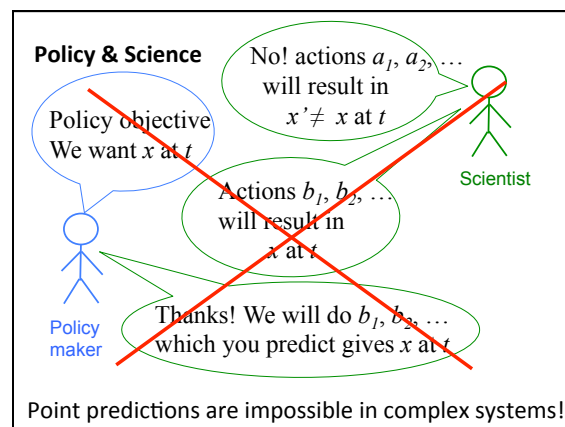 Policy & Science
No! actions a₁, a₂, …
will result in
x’≠ x at t
Policy objective
We want x at t
Scientist
Actions b₁, b₂, …
will result in
x at t
Policy
maker
Thanks! We will do b₁, b₂, …
which you predict gives x at t
Point predictions are impossible in complex systems!